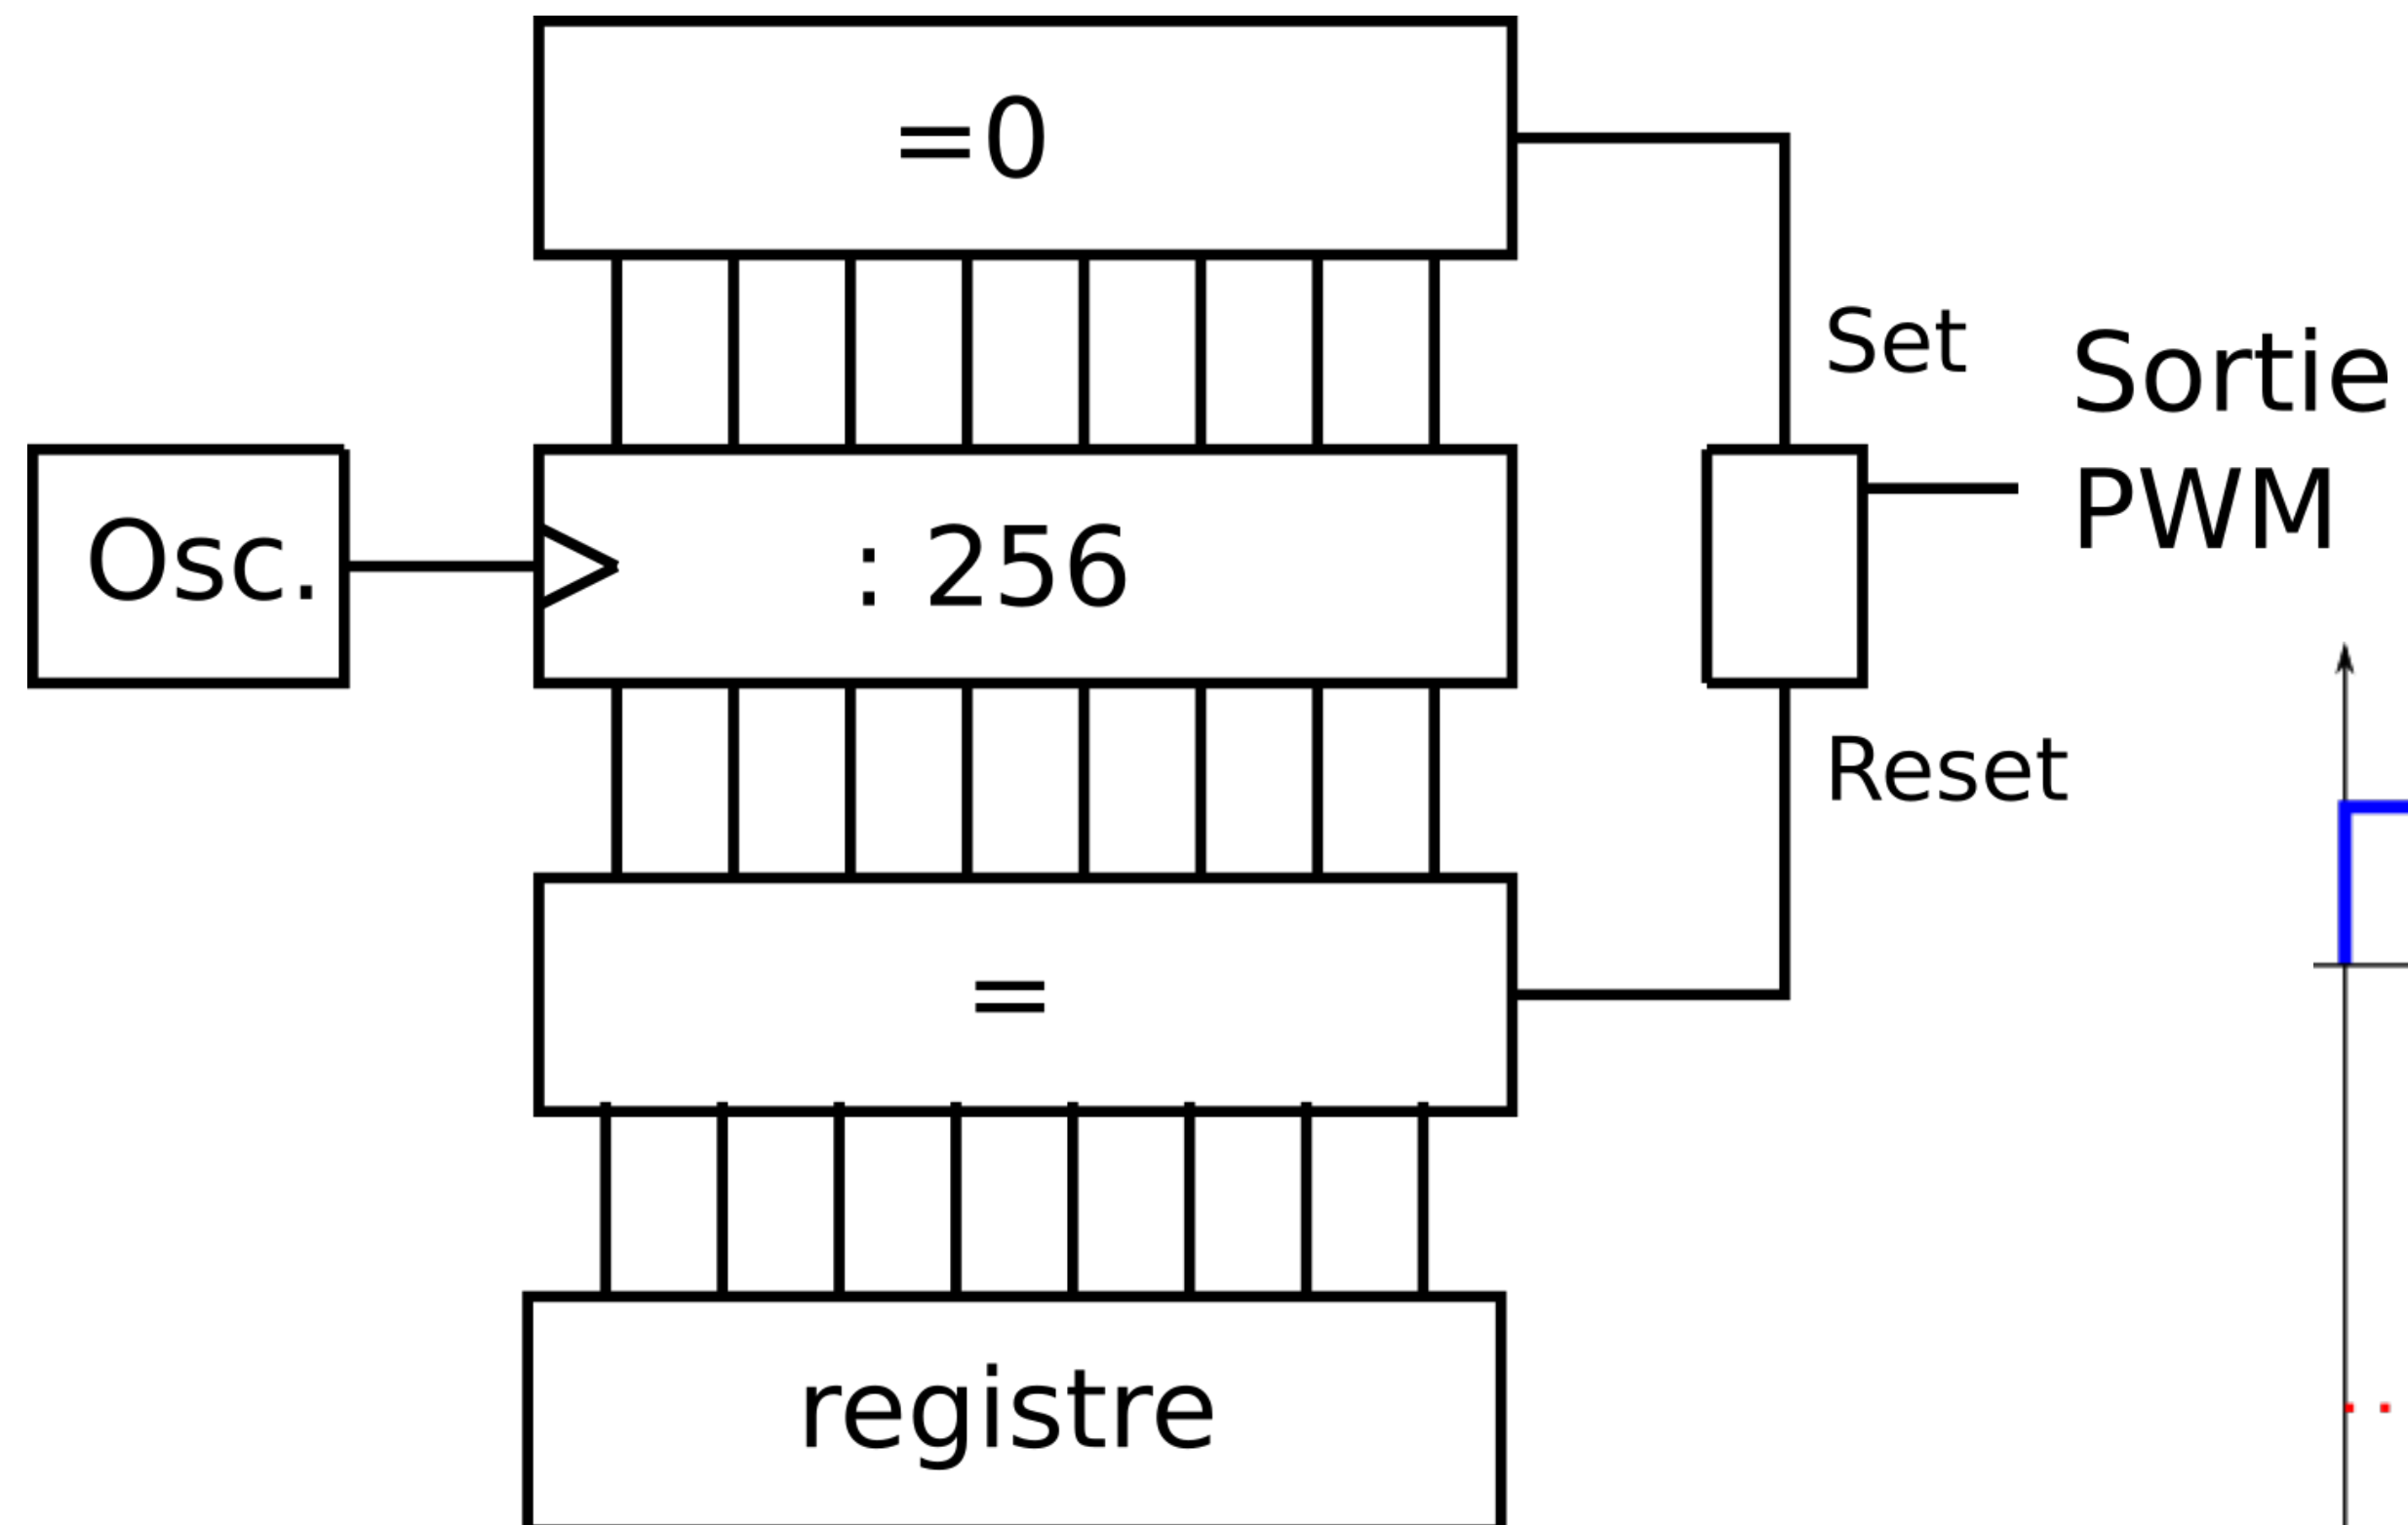 =0
Set
Sortie
PWM
Osc.
: 256
Reset
=
registre